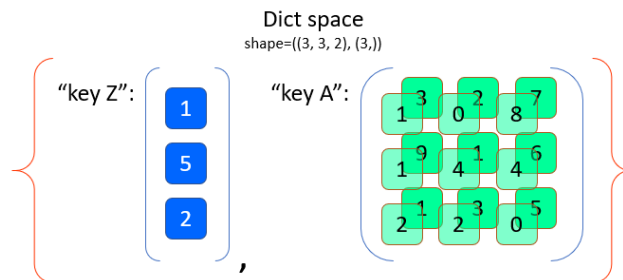 Dict space
shape=((3, 3, 2), (3,))
“key Z”:
1
5
2
,
“key A”:
3 2 7
1 0 8
9 1 6
1 4 4
1 3 5
2 2 0